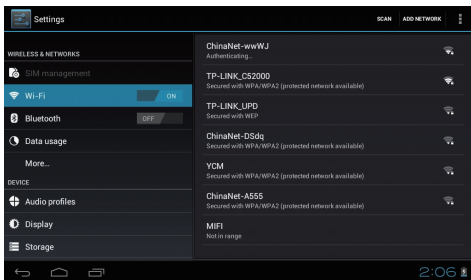 Settings
SCAN
ADD NETWORK
WIRELESS & NETWORKS
SIM management
Wi-Fi
ON
Bluetooth
OFF
Data usage
More...
DEVICE
Audio profiles
Display
Storage
ChinaNet-wwWJ
Authenticating...
TP-LINK_C52000
Secured with WPA/WPA2 (protected network available)
TP-LINK_UPD
Secured with WEP
ChinaNet-DSdq
Secured with WPA/WPA2 (protected network available)
YCM
Secured with WPA/WPA2 (protected network available)
ChinaNet-A555
Secured with WPA/WPA2 (protected network available)
MIFI
Not in range
2:06